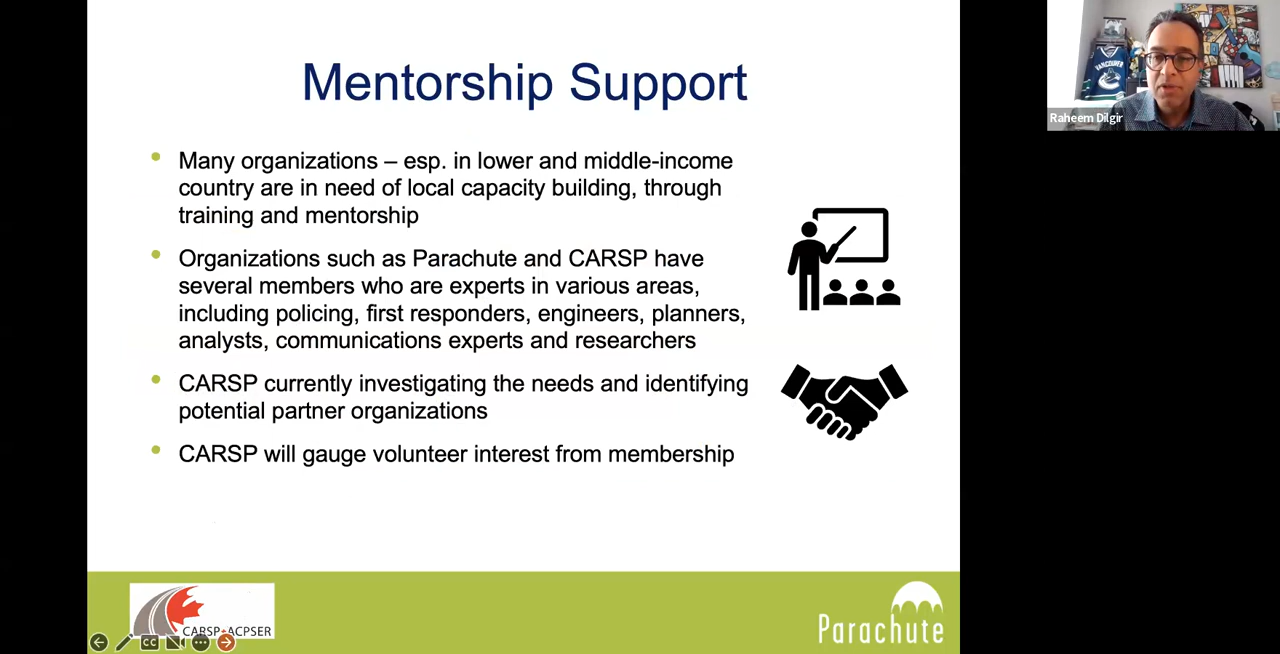 Mentorship Support
Many organizations – esp. in lower and middle-income
country are in need of local capacity building, through
training and mentorship
Organizations such as Parachute and CARSP have
several members who are experts in various areas,
including policing, first responders, engineers, planners,
analysts, communications experts and researchers
CARSP currently investigating the needs and identifying
potential partner organizations
CARSP will gauge volunteer interest from membership
CARSP•ACPSER
Parachute
CC
VANCOUVER
Raheem Dilgir